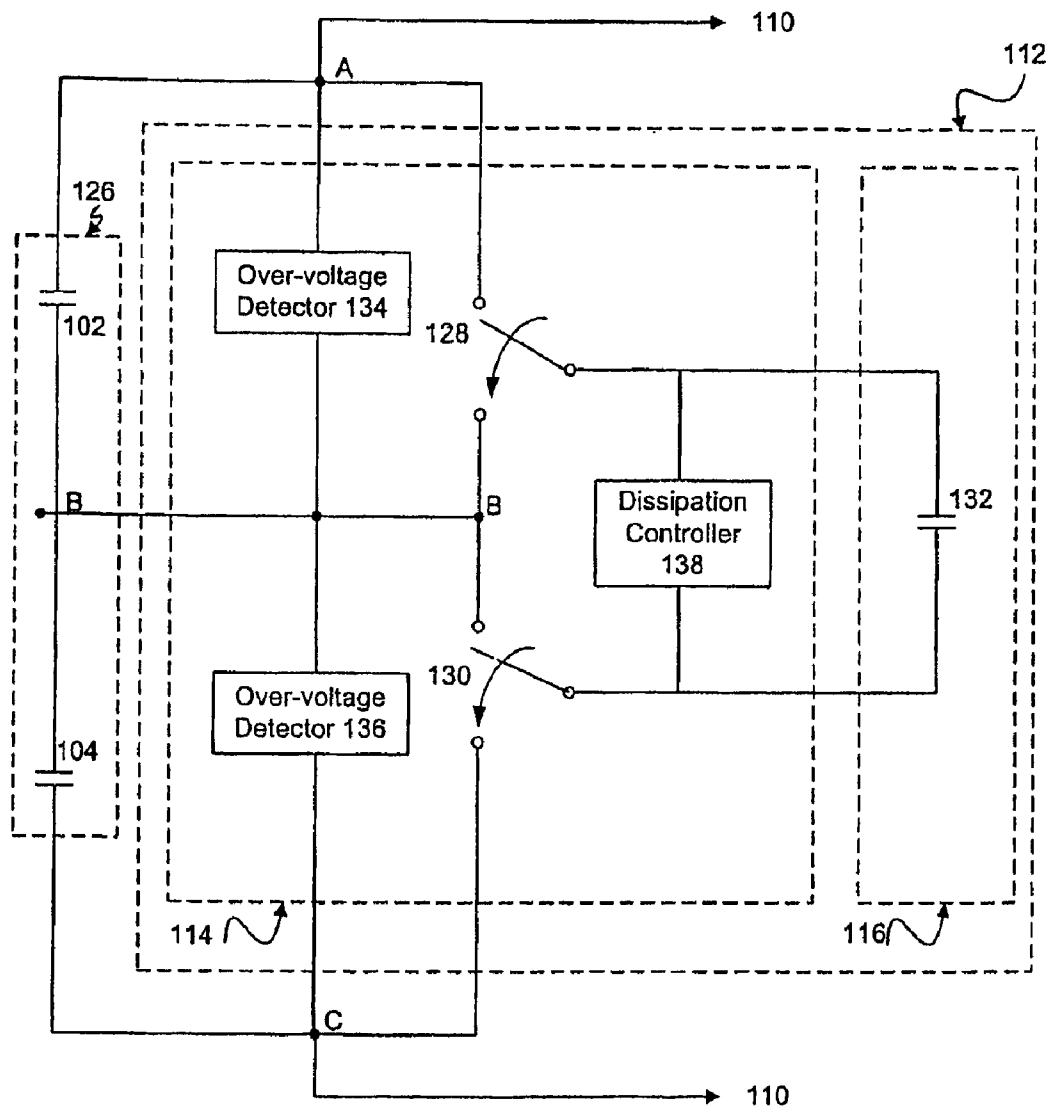 110
A
112
126
Over-voltage
Detector 134
102
128
B
B
Dissipation
Controller
138
132
130
Over-voltage
Detector 136
104
114
116
C
110